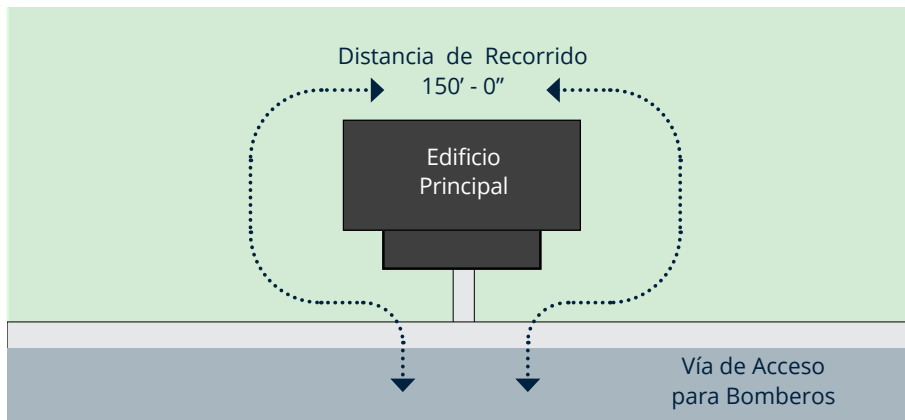 Distancia de Recorrido
150' - 0”
Edificio
Principal
Vía de Acceso
para Bomberos